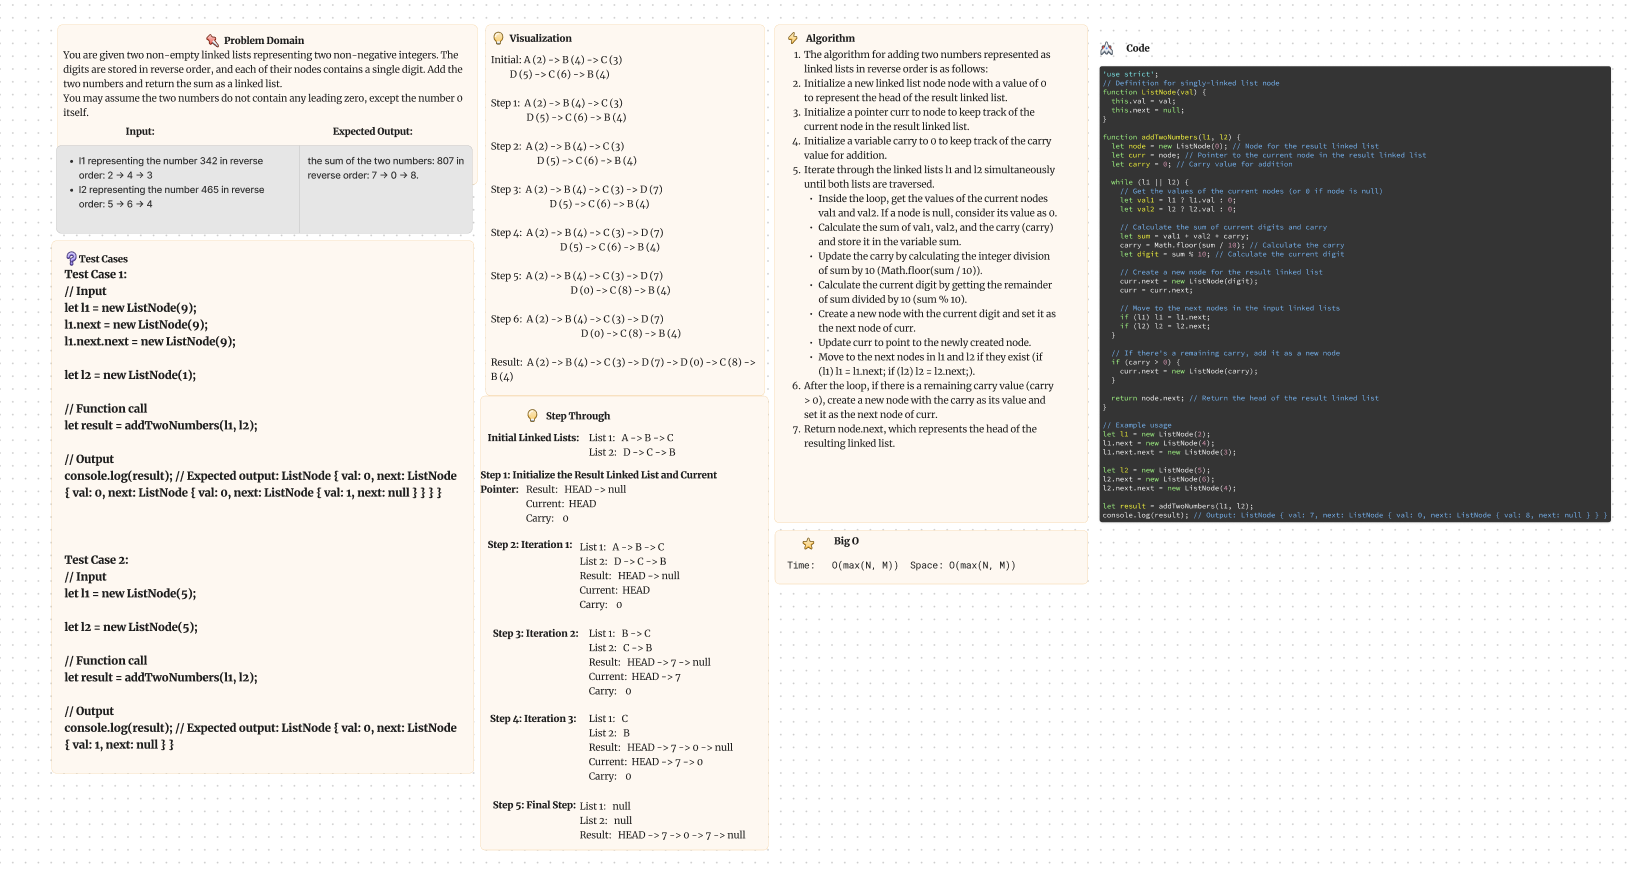 Problem Domain
You are given two non-empty linked lists representing two non-negative integers. The
digits are stored in reverse order, and each of their nodes contains a single digit. Add the
two numbers and return the sum as a linked list.
You may assume the two numbers do not contain any leading zero, except the number 0
itself.
Input:
Expected Output:
• l1 representing the number 342 in reverse
order: 2 → 4 → 3
• l2 representing the number 465 in reverse
order: 5 → 6 → 4
the sum of the two numbers: 807 in
reverse order: 7 → 0 → 8.
Test Cases
Test Case 1:
// Input
let l1 = new ListNode(9);
l1.next = new ListNode(9);
l1.next.next = new ListNode(9);
let l2 = new ListNode(1);
// Function call
let result = addTwoNumbers(l1, l2);
// Output
console.log(result); // Expected output: ListNode { val: 0, next: ListNode
{ val: 0, next: ListNode { val: 0, next: ListNode { val: 1, next: null } } } }
Test Case 2:
// Input
let l1 = new ListNode(5);
let l2 = new ListNode(5);
// Function call
let result = addTwoNumbers(l1, l2);
// Output
console.log(result); // Expected output: ListNode { val: 0, next: ListNode
{ val: 1, next: null } }
Visualization
Initial: A (2) -> B (4) -> C (3)
D (5) -> C (6) -> B (4)
Step 1: A (2) -> B (4) -> C (3)
D (5) -> C (6) -> B (4)
Step 2: A (2) -> B (4) -> C (3)
D (5) -> C (6) -> B (4)
Step 3: A (2) -> B (4) -> C (3) -> D (7)
D (5) -> C (6) -> B (4)
Step 4: A (2) -> B (4) -> C (3) -> D (7)
D (5) -> C (6) -> B (4)
Step 5: A (2) -> B (4) -> C (3) -> D (7)
D (0) -> C (8) -> B (4)
Step 6: A (2) -> B (4) -> C (3) -> D (7)
D (0) -> C (8) -> B (4)
Result: A (2) -> B (4) -> C (3) -> D (7) -> D (0) -> C (8) ->
B (4)
Step Through
Initial Linked Lists: List 1: A -> B -> C
List 2: D -> C -> B
Step 1: Initialize the Result Linked List and Current
Pointer: Result: HEAD -> null
Current: HEAD
Carry: 0
Step 2: Iteration 1: List 1: A -> B -> C
List 2: D -> C -> B
Result: HEAD -> null
Current: HEAD
Carry: 0
Step 3: Iteration 2: List 1: B -> C
List 2: C -> B
Result: HEAD -> 7 -> null
Current: HEAD -> 7
Carry: 0
Step 4: Iteration 3: List 1: C
List 2: B
Result: HEAD -> 7 -> 0 -> null
Current: HEAD -> 7 -> 0
Carry: 0
Step 5: Final Step: List 1: null
List 2: null
Result: HEAD -> 7 -> 0 -> 7 -> null
Algorithm
1. The algorithm for adding two numbers represented as
linked lists in reverse order is as follows:
2. Initialize a new linked list node node with a value of 0
to represent the head of the result linked list.
3. Initialize a pointer curr to node to keep track of the
current node in the result linked list.
4. Initialize a variable carry to 0 to keep track of the carry
value for addition.
5. Iterate through the linked lists l1 and l2 simultaneously
until both lists are traversed.
• Inside the loop, get the values of the current nodes
val1 and val2. If a node is null, consider its value as 0.
• Calculate the sum of val1, val2, and the carry (carry)
and store it in the variable sum.
• Update the carry by calculating the integer division
of sum by 10 (Math.floor(sum / 10)).
• Calculate the current digit by getting the remainder
of sum divided by 10 (sum % 10).
• Create a new node with the current digit and set it as
the next node of curr.
• Update curr to point to the newly created node.
• Move to the next nodes in l1 and l2 if they exist (if
(l1) l1 = l1.next; if (l2) l2 = l2.next;).
6. After the loop, if there is a remaining carry value (carry
> 0), create a new node with the carry as its value and
set it as the next node of curr.
7. Return node.next, which represents the head of the
resulting linked list.
Big O
Time: O(max(N, M)) Space: O(max(N, M))
Code
'use strict';
// Definition for singly-linked list node
function ListNode(val) {
this.val = val;
this.next = null;
}
function addTwoNumbers(l1, l2) {
let node = new ListNode(0); // Node for the result linked list
let curr = node; // Pointer to the current node in the result linked list
let carry = 0; // Carry value for addition
while (l1 || l2) {
// Get the values of the current nodes (or 0 if node is null)
let val1 = l1 ? l1.val : 0;
let val2 = l2 ? l2.val : 0;
// Calculate the sum of current digits and carry
let sum = val1 + val2 + carry;
carry = Math.floor(sum / 10); // Calculate the carry
let digit = sum % 10; // Calculate the current digit
// Create a new node for the result linked list
curr.next = new ListNode(digit);
curr = curr.next;
// Move to the next nodes in the input linked lists
if (l1) l1 = l1.next;
if (l2) l2 = l2.next;
}
// If there's a remaining carry, add it as a new node
if (carry > 0) {
curr.next = new ListNode(carry);
}
return node.next; // Return the head of the result linked list
}
// Example usage
let l1 = new ListNode(2);
l1.next = new ListNode(4);
l1.next.next = new ListNode(3);
let l2 = new ListNode(5);
l2.next = new ListNode(6);
l2.next.next = new ListNode(4);
let result = addTwoNumbers(l1, l2);
console.log(result); // Output: ListNode { val: 7, next: ListNode { val: 0, next: ListNode { val: 8, next: null } } }